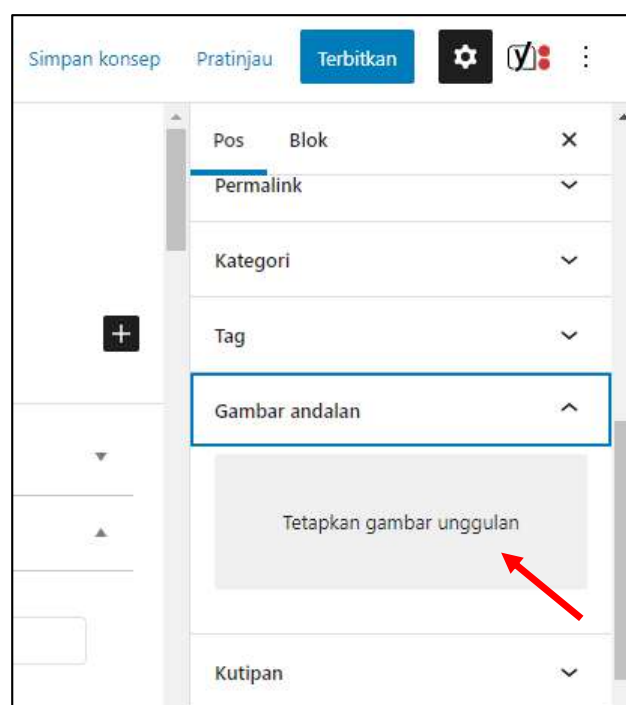 Simpan konsep Pratinjau Terbitkan
Pos Blok
Permalink
Kategori
Tag
Gambar andalan
Tetapkan gambar unggulan
Kutipan